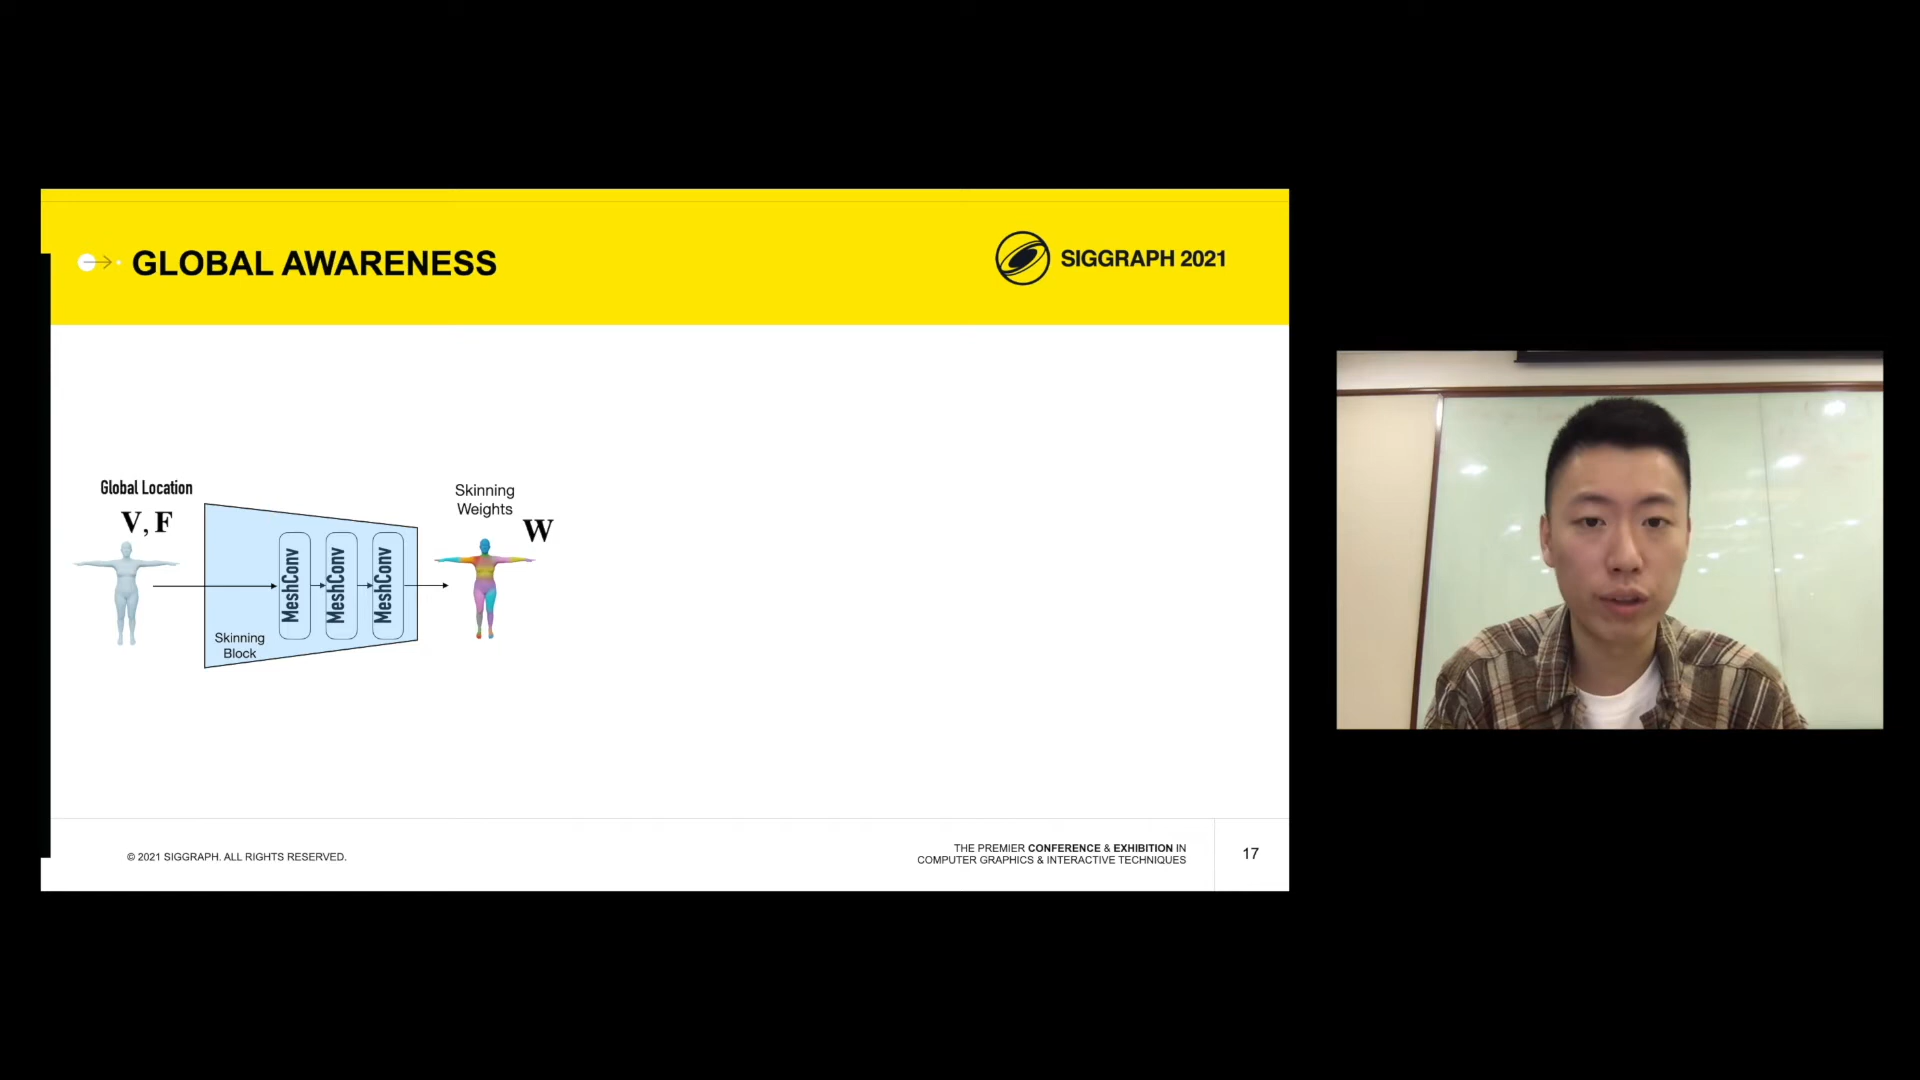 GLOBAL AWARENESS
SIGGRAPH 2021
Global Location
V, F
Skinning
Block
MeshConv
MeshConv
MeshConv
Skinning
Weights
W
© 2021 SIGGRAPH. ALL RIGHTS RESERVED.
THE PREMIER CONFERENCE & EXHIBITION IN
COMPUTER GRAPHICS & INTERACTIVE TECHNIQUES
17